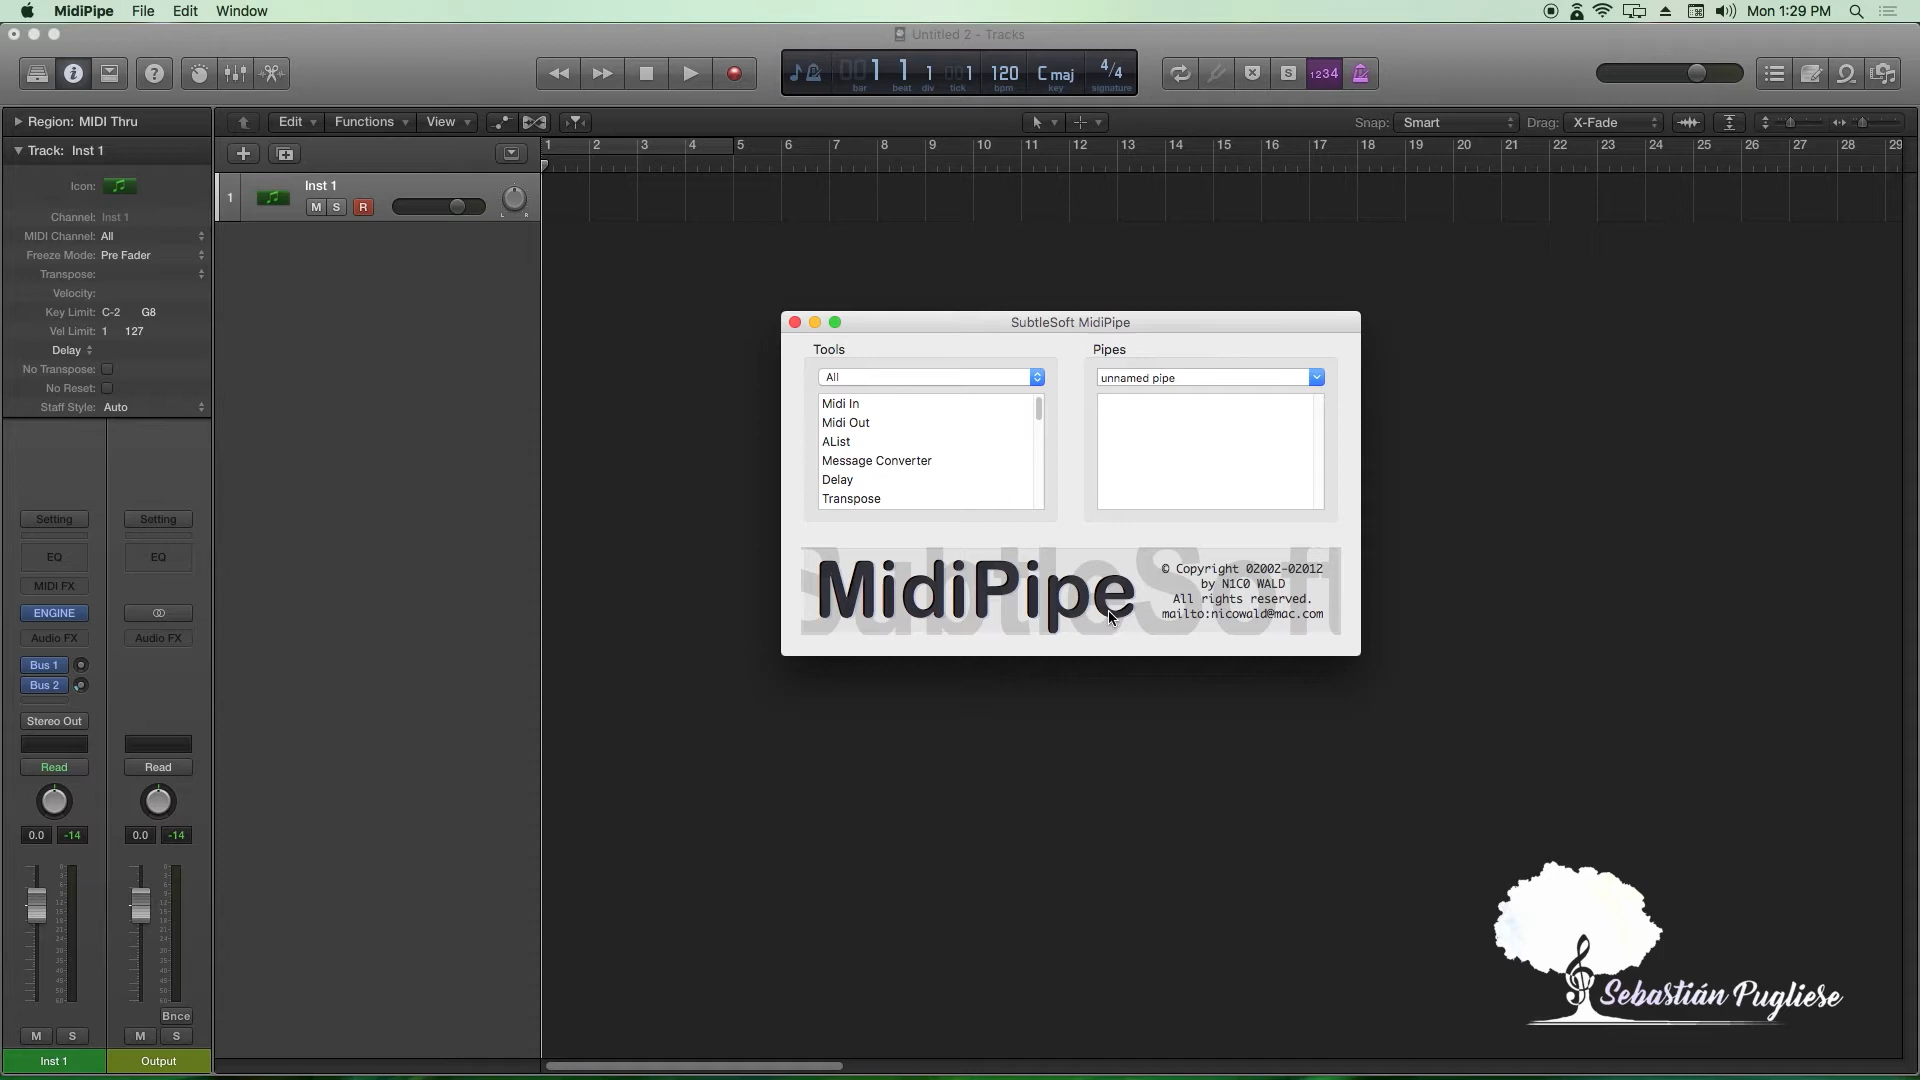 MidiPipe File Edit Window Mon 1:29 PM
Untitled 2 - Tracks
1 1 1 1 120 C maj 4/4
bar beat div tick bpm key signature
1234
Region: MIDI Thru Edit Functions View Snap: Smart Drag: X-Fade
Track: Inst 1
1 2 3 4 5 6 7 8 9 10 11 12 13 14 15 16 17 18 19 20 21 22 23 24 25 26 27 28 29
Icon:
1 Inst 1
M S R L R
Channel: Inst 1
MIDI Channel: All
Freeze Mode: Pre Fader
Transpose:
Velocity:
Key Limit: C-2 G8
Vel Limit: 1 127
Delay
No Transpose:
No Reset:
Staff Style: Auto
SubtleSoft MidiPipe
Tools Pipes
All unnamed pipe
Midi In
Midi Out
AList
Message Converter
Delay
Transpose
SubtleSoft
MidiPipe
© Copyright 02002-02012
by N1C0 WALD
All rights reserved.
mailto:nicowald@mac.com
Setting Setting
EQ EQ
MIDI FX
ENGINE
Audio FX Audio FX
Bus 1
Bus 2
Stereo Out
Read Read
0.0 -14 0.0 -14
Bnce
M S M S
Inst 1 Output
Sebastián Pugliese